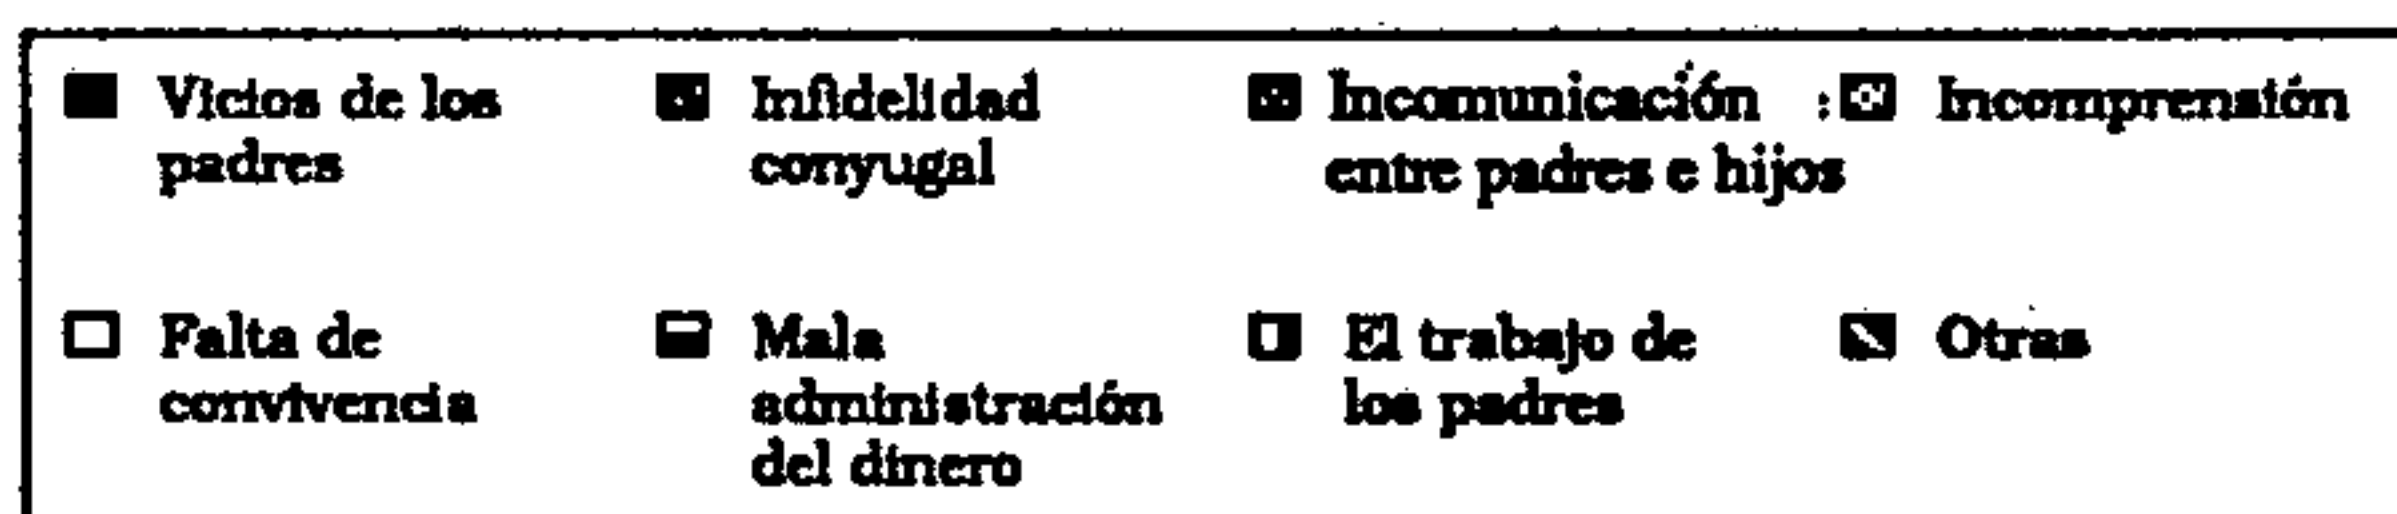 Vicios de los padres
Infidelidad conyugal
Incomunicación entre padres e hijos
Incomprensión
Falta de convivencia
Mala administración del dinero
El trabajo de los padres
Otras